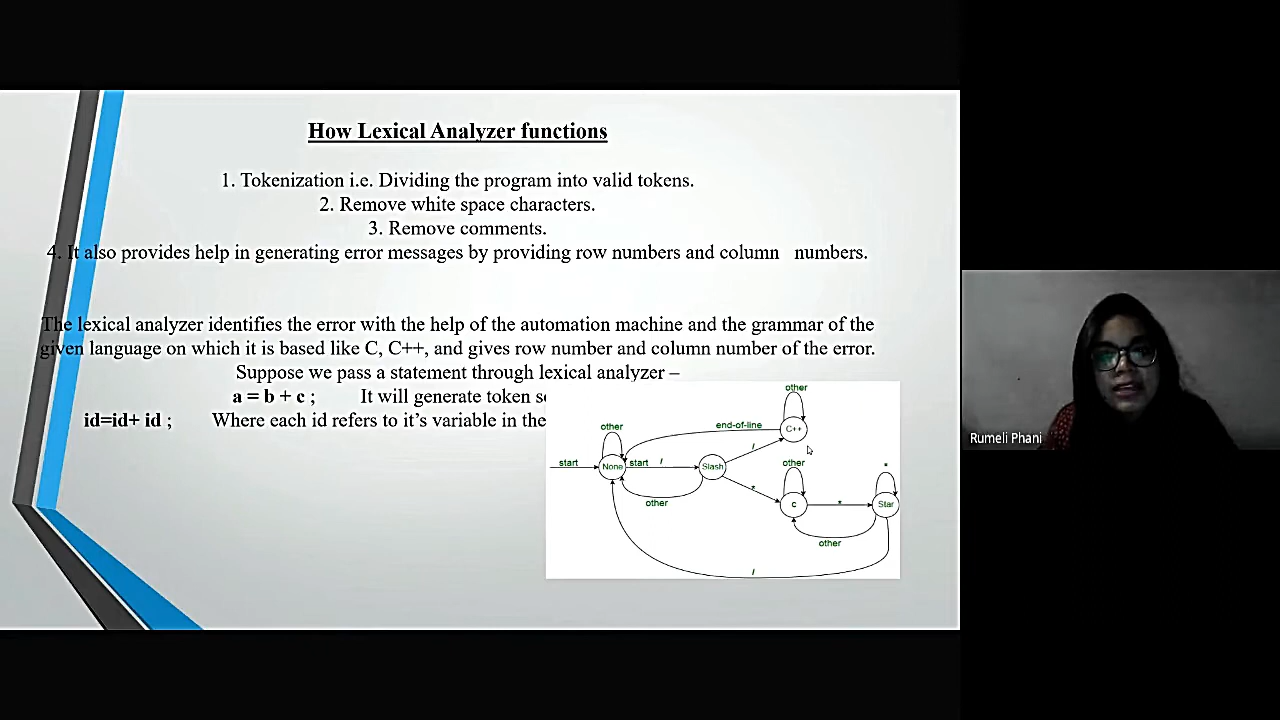 How Lexical Analyzer functions
1. Tokenization i.e. Dividing the program into valid tokens.
2. Remove white space characters.
3. Remove comments.
4. It also provides help in generating error messages by providing row numbers and column numbers.
The lexical analyzer identifies the error with the help of the automation machine and the grammar of the
given language on which it is based like C, C++, and gives row number and column number of the error.
Suppose we pass a statement through lexical analyzer –
a = b + c ; It will generate token
id=id+ id ; Where each id refers to it's variable in the
other
end-of-line
C++
other
/
start
None
start /
Slash
other
*
other
c
*
*
Star
other
/
Rumeli Phani